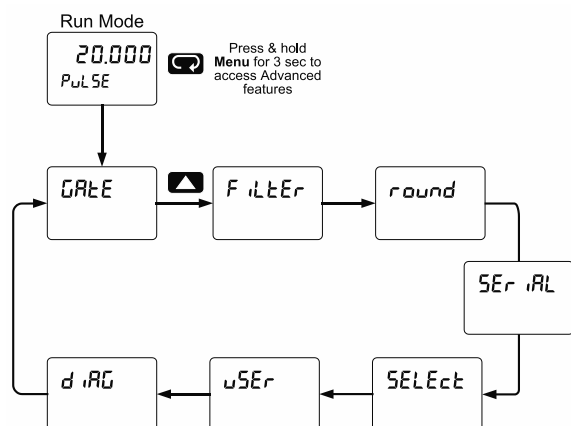 Run Mode
20.000
PuLSE
Press & hold
Menu for 3 sec to
access Advanced
features
GAtE
FiLtEr
round
SEriAL
diAG
uSEr
SELEct